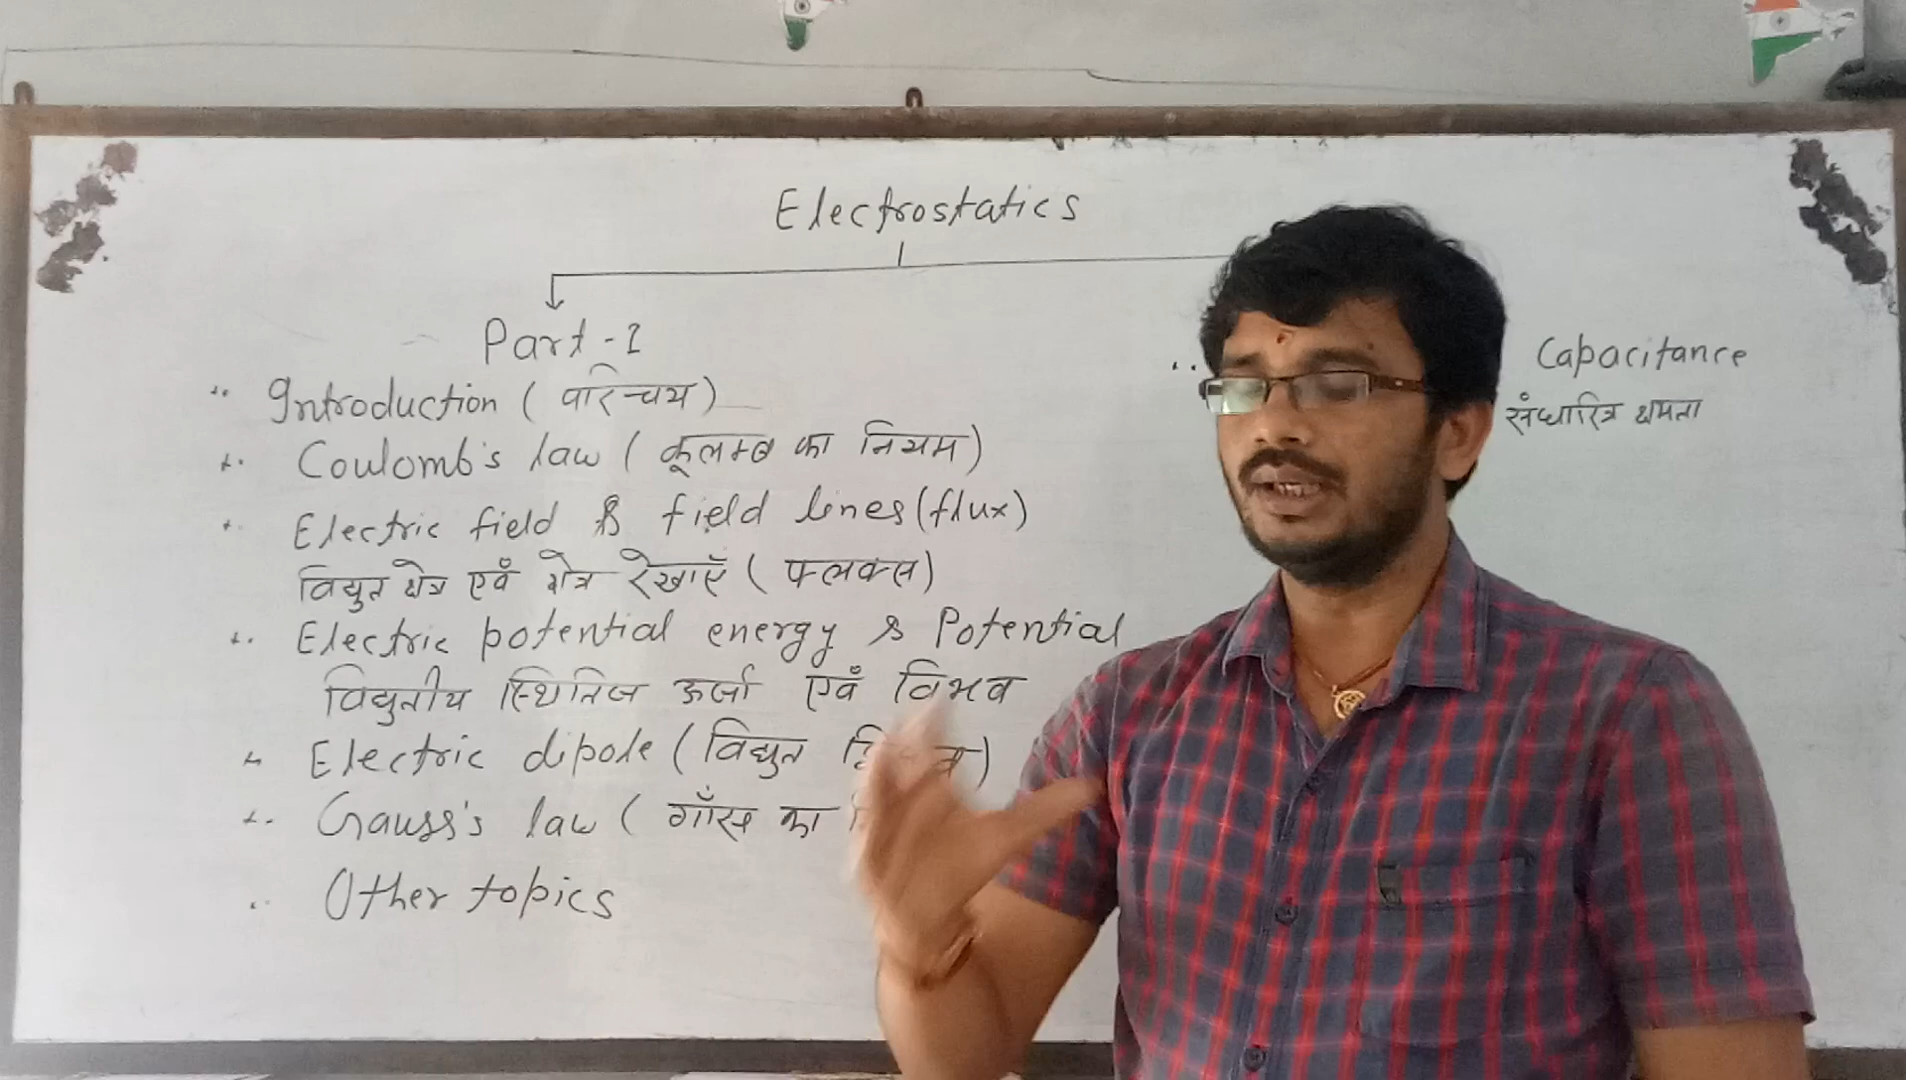 Electrostatics
Part-1
Introduction (परिचय)
Coulomb's law (कूलम्ब का नियम)
Electric field & field lines (flux)
विद्युत क्षेत्र एवँ क्षेत्र रेखाएँ (फ्लक्स)
Electric potential energy & Potential
विद्युतीय स्थितिज ऊर्जा एवँ विभव
Electric dipole (विद्युत
Gauss's law (गॉस का
Other topics
Capacitance
संधारित्र क्षमता